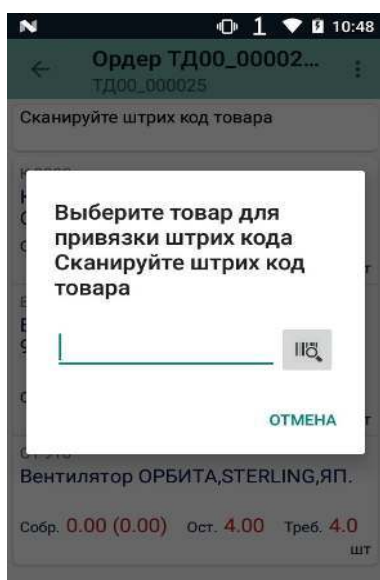 1 10:48
Ордер ТД00_00002...
ТД00_000025
Сканируйте штрих код товара
Выберите товар для
привязки штрих кода
Сканируйте штрих код
товара
ОТМЕНА
Вентилятор ОРБИТА,STERLING,ЯП.
Собр. 0.00 (0.00) Ост. 4.00 Треб. 4.0
шт